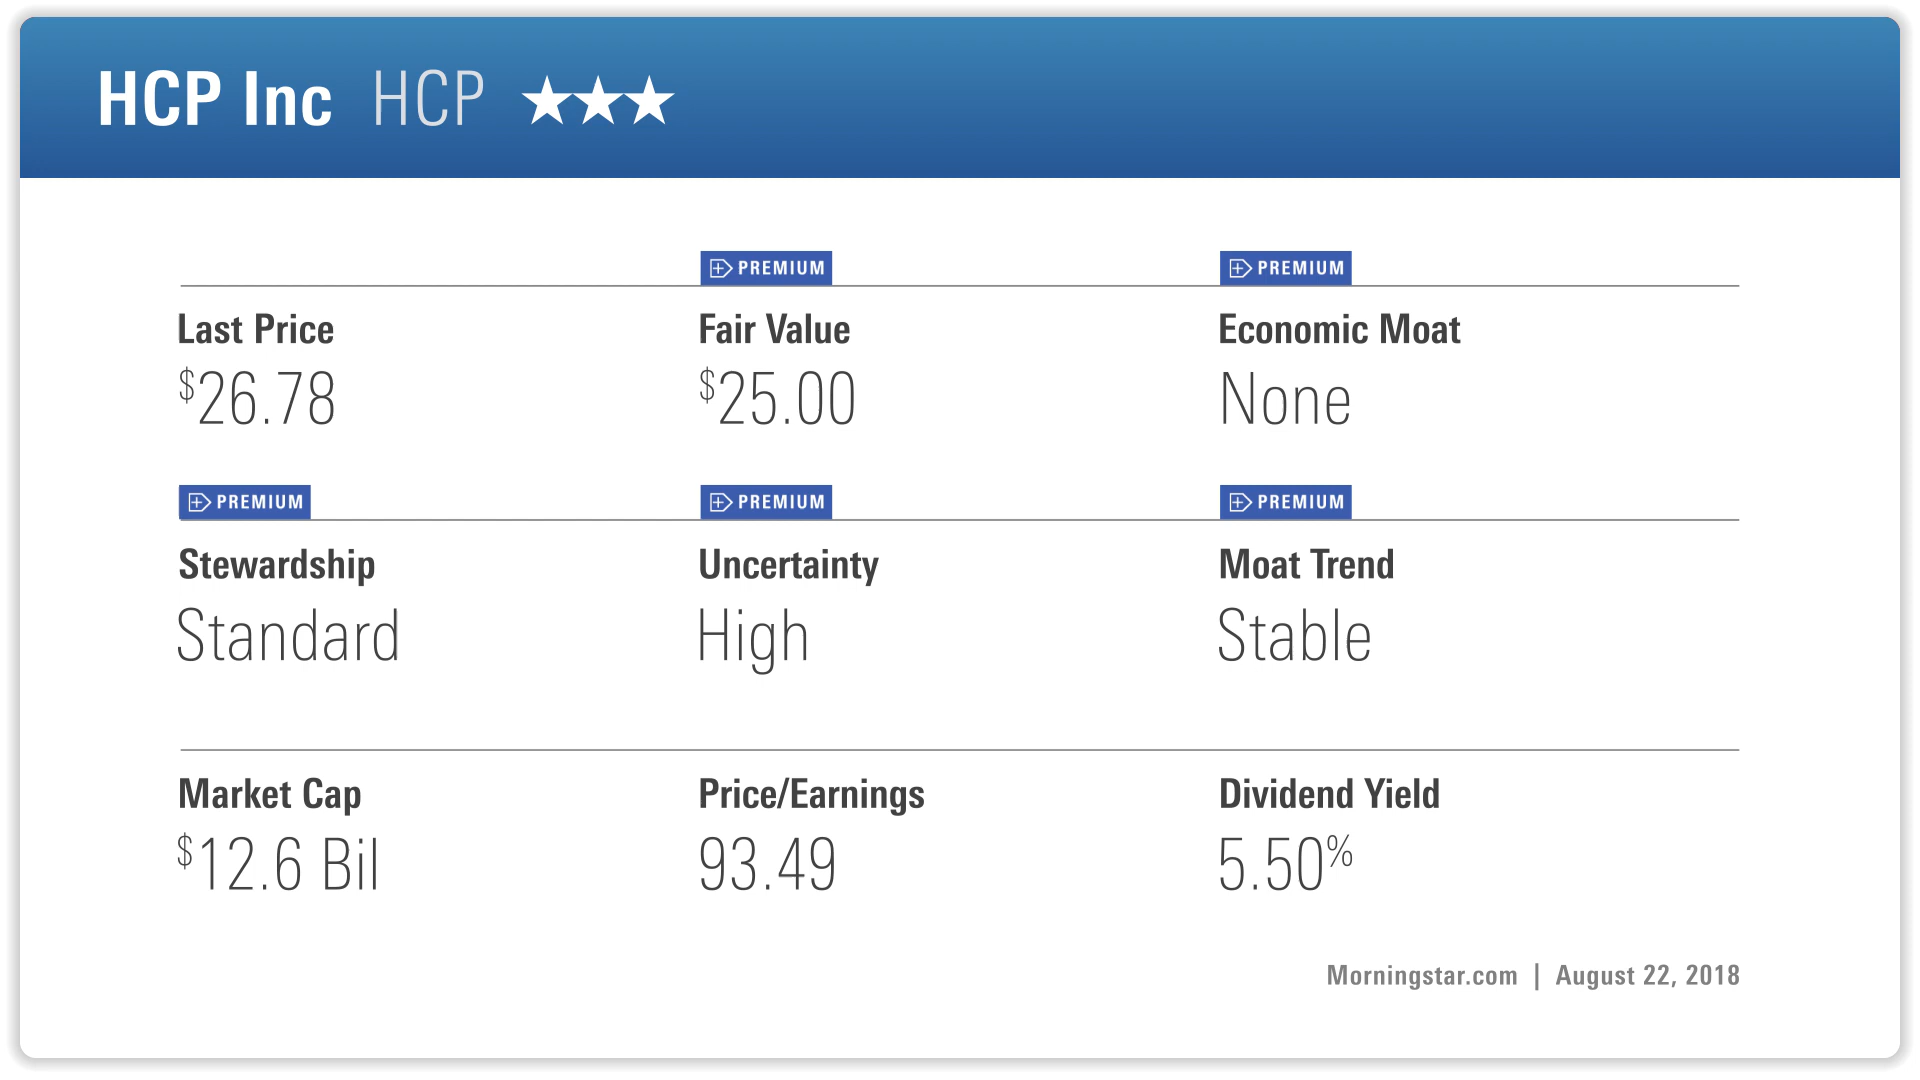 HCP Inc HCP ★★★
PREMIUM PREMIUM
Last Price Fair Value Economic Moat
$26.78 $25.00 None
PREMIUM PREMIUM PREMIUM
Stewardship Uncertainty Moat Trend
Standard High Stable
Market Cap Price/Earnings Dividend Yield
$12.6 Bil 93.49 5.50%
Morningstar.com | August 22, 2018